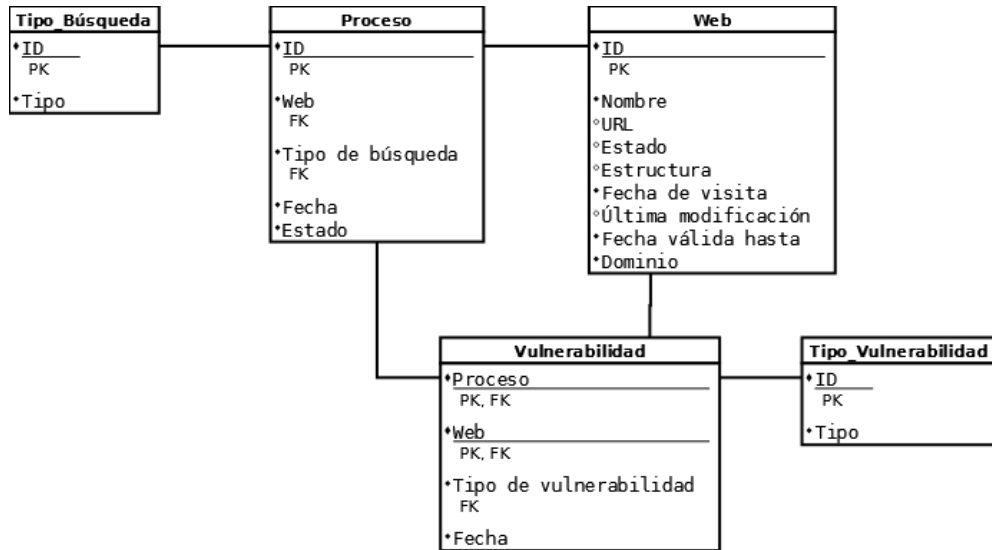 Tipo_Búsqueda
ID
PK
Tipo
Proceso
ID
PK
Web
FK
Tipo de búsqueda
FK
Fecha
Estado
Web
ID
PK
Nombre
URL
Estado
Estructura
Fecha de visita
Última modificación
Fecha válida hasta
Dominio
Vulnerabilidad
Proceso
PK, FK
Web
PK, FK
Tipo de vulnerabilidad
FK
Fecha
Tipo_Vulnerabilidad
ID
PK
Tipo